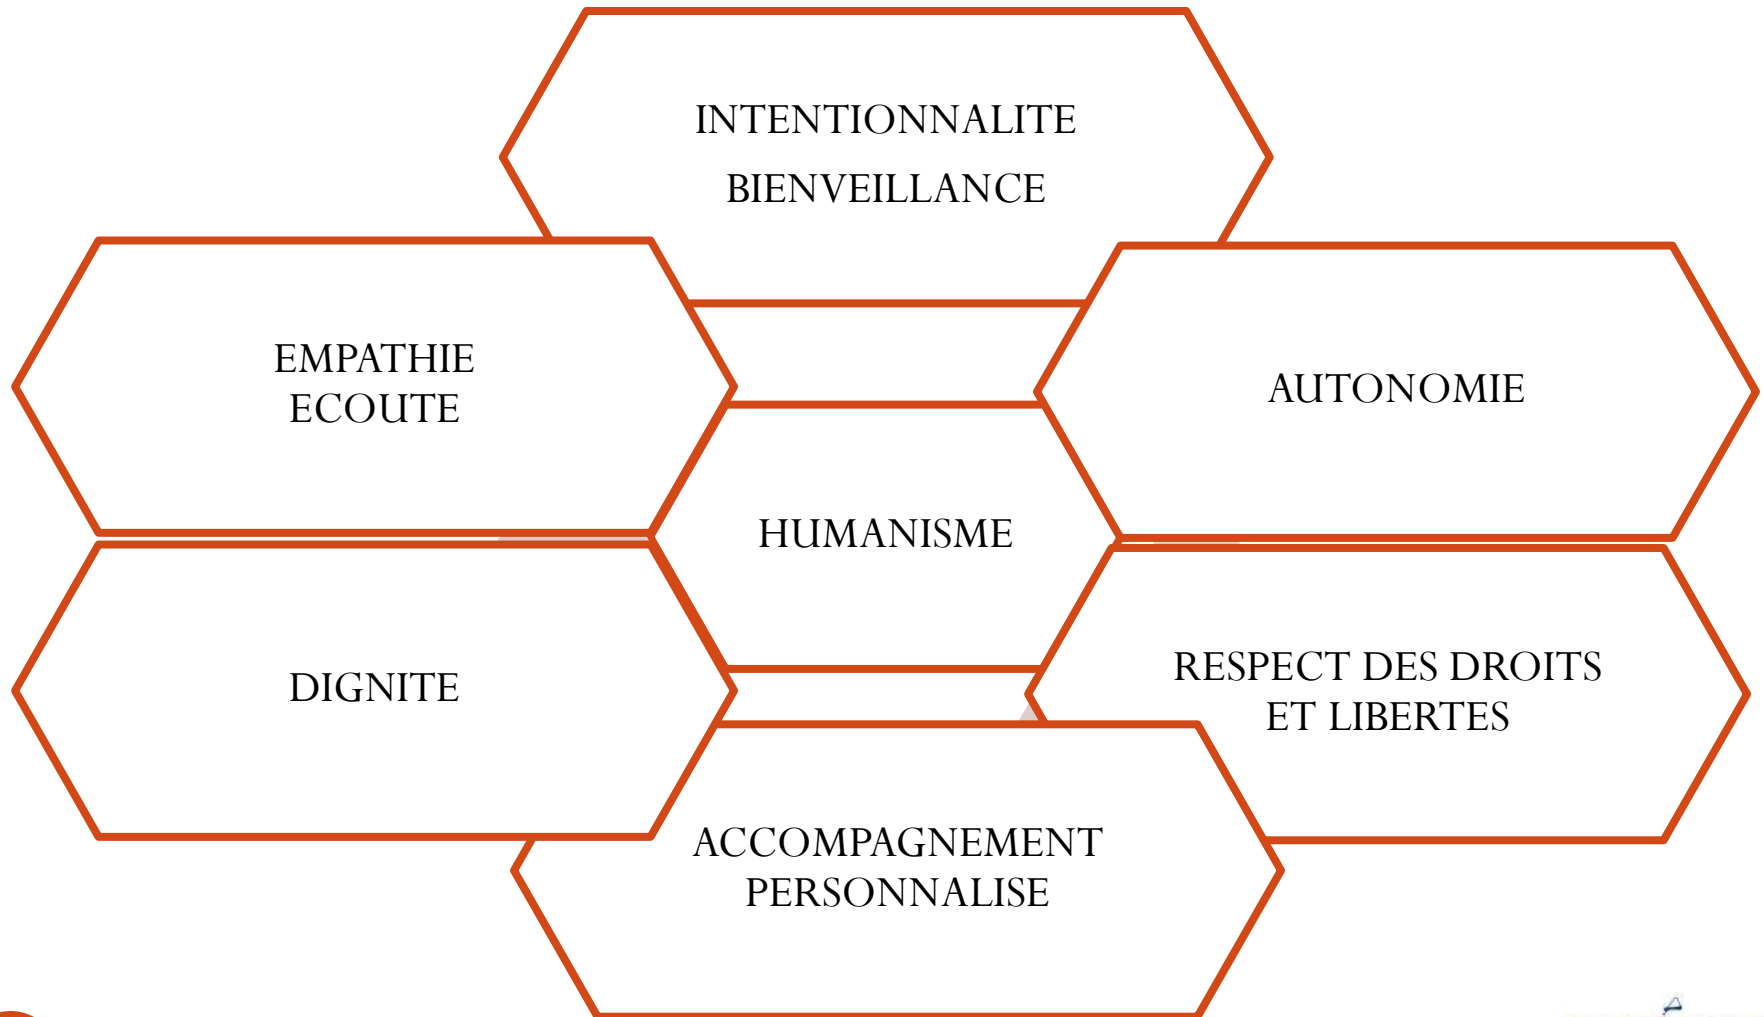 INTENTIONNALITE
BIENVEILLANCE
EMPATHIE
ECOUTE
AUTONOMIE
HUMANISME
DIGNITE
RESPECT DES DROITS
ET LIBERTES
ACCOMPAGNEMENT
PERSONNALISE